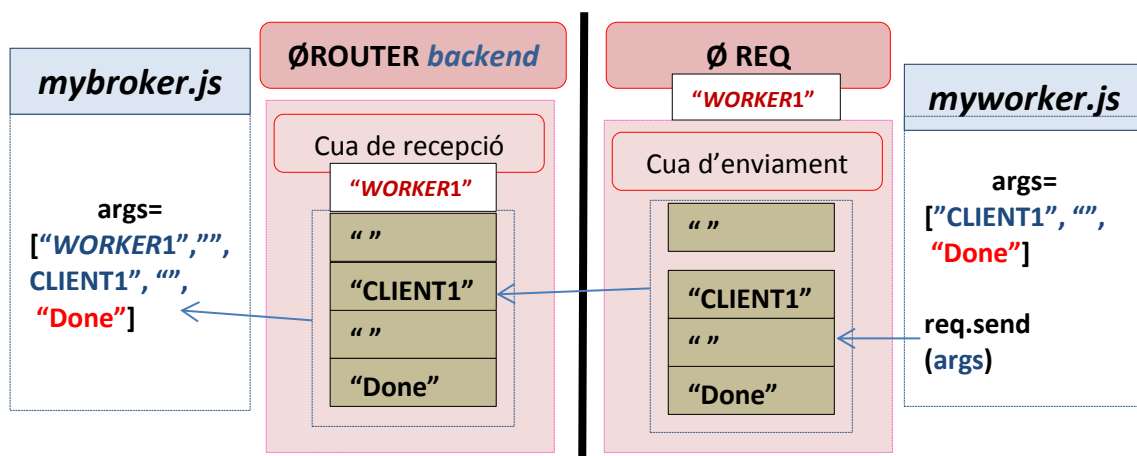 mybroker.js
args=
[“WORKER1”,””,
CLIENT1”, “”,
“Done”]
ØROUTER backend
Cua de recepció
“WORKER1”
“ ”
“CLIENT1”
“ ”
“Done”
Ø REQ
“WORKER1”
Cua d’enviament
“ ”
“CLIENT1”
“ ”
“Done”
myworker.js
args=
[”CLIENT1”, “”,
“Done”]
req.send
(args)